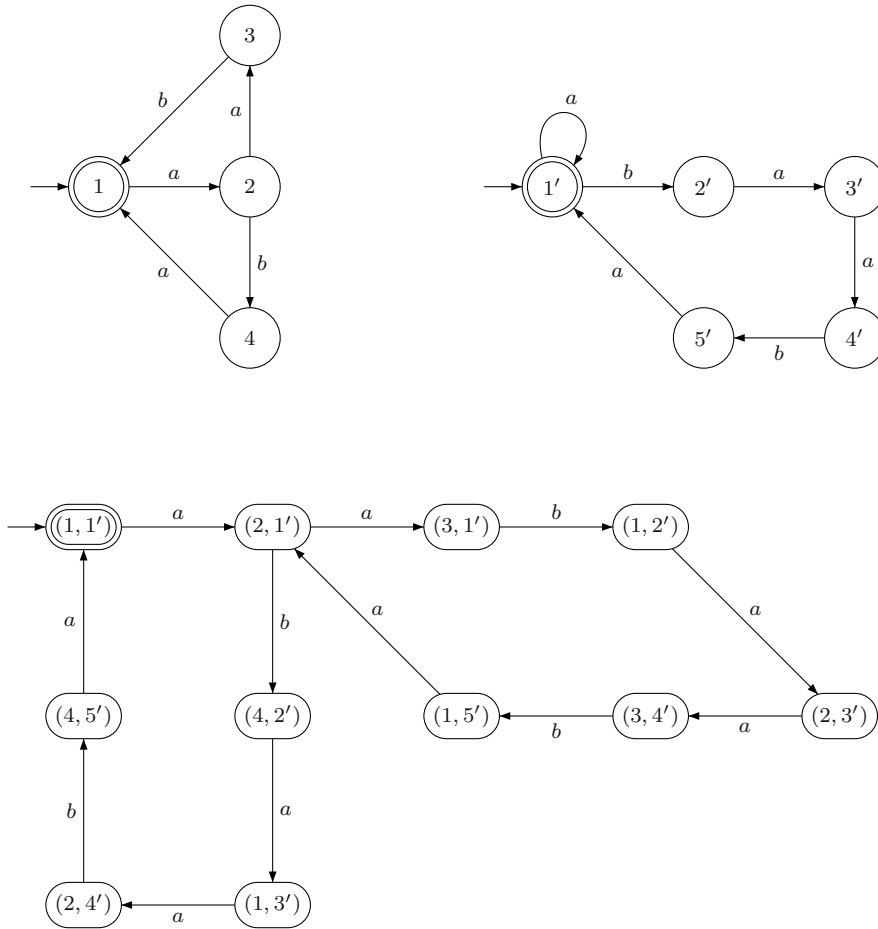 3
b
a
a
1
a
2
1′
b
2′
a
3′
b
a
a
a
4
5′
b
4′
(1, 1′)
a
(2, 1′)
a
(3, 1′)
b
(1, 2′)
a
b
a
a
(4, 5′)
(4, 2′)
(1, 5′)
b
(3, 4′)
a
(2, 3′)
b
a
(2, 4′)
a
(1, 3′)